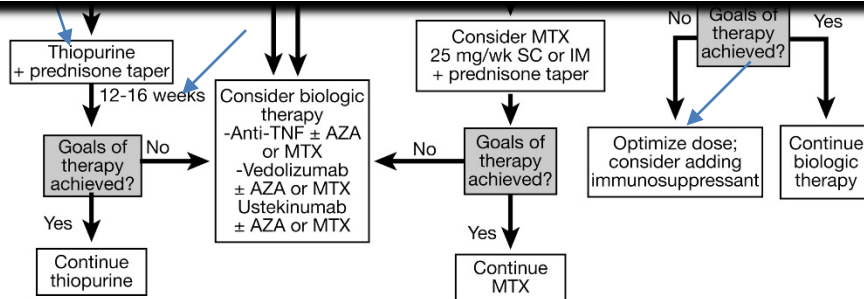 Thiopurine
+ prednisone taper
12-16 weeks
Goals of
therapy
achieved?
No
Yes
Continue
thiopurine
Consider biologic
therapy
-Anti-TNF ± AZA
or MTX
-Vedolizumab
± AZA or MTX
Ustekinumab
± AZA or MTX
Consider MTX
25 mg/wk SC or IM
+ prednisone taper
No
Goals of
therapy
achieved?
Yes
Continue
MTX
No
Goals of
therapy
achieved?
Yes
Optimize dose;
consider adding
immunosuppressant
Continue
biologic
therapy